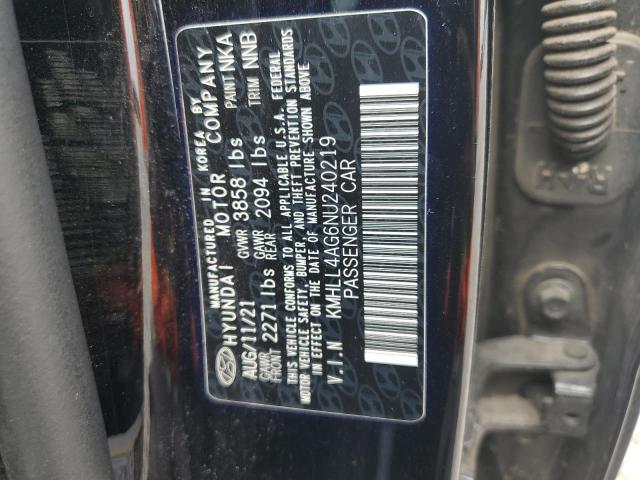 MANUFACTURED IN KOREA BY
HYUNDAI MOTOR COMPANY
AUG/11/21 GVWR 3858 lbs PAINT NKA
GAWR FRONT 2271 lbs GAWR REAR 2094 lbs TRIM NNB
THIS VEHICLE CONFORMS TO ALL APPLICABLE U.S.A. FEDERAL
MOTOR VEHICLE SAFETY, BUMPER, AND THEFT PREVENTION STANDARDS
IN EFFECT ON THE DATE OF MANUFACTURE SHOWN ABOVE
V.I.N KMHLL4AG6NU240219
PASSENGER CAR